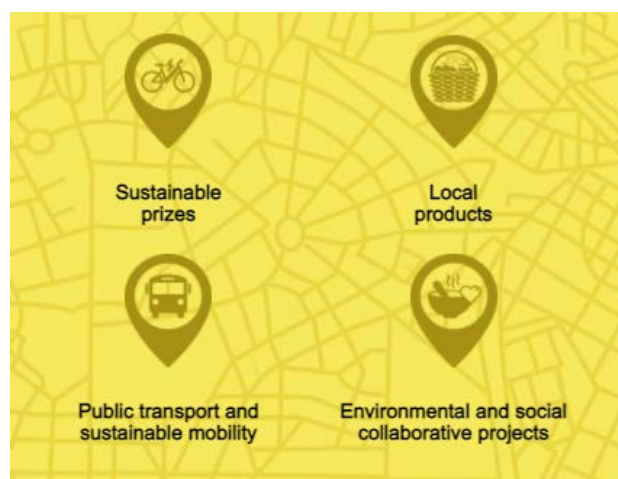 Sustainable
prizes
Local
products
Public transport and
sustainable mobility
Environmental and social
collaborative projects